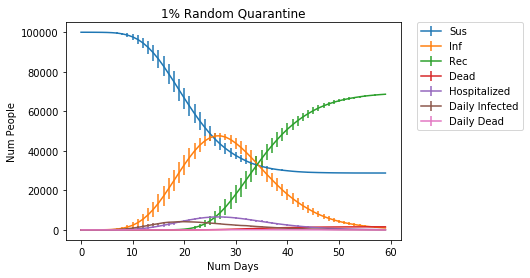 1% Random Quarantine
Num People
100000
80000
60000
40000
20000
0
0 10 20 30 40 50 60
Num Days
Sus
Inf
Rec
Dead
Hospitalized
Daily Infected
Daily Dead